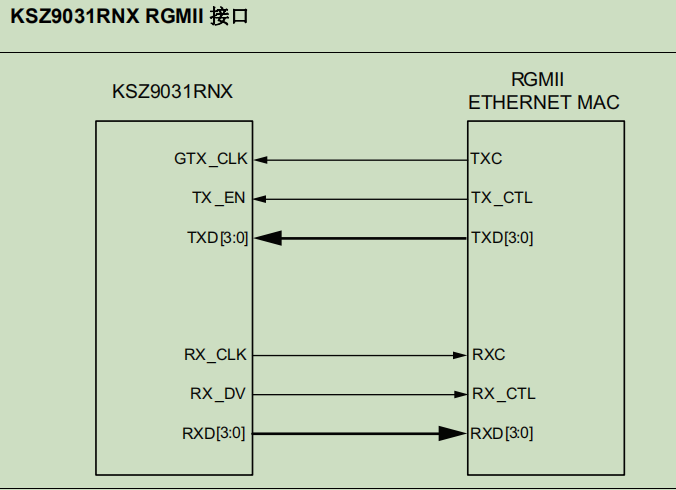 KSZ9031RNX RGMII 接口
KSZ9031RNX
RGMII
ETHERNET MAC
GTX_CLK
TXC
TX_EN
TX_CTL
TXD[3:0]
TXD[3:0]
RX_CLK
RXC
RX_DV
RX_CTL
RXD[3:0]
RXD[3:0]